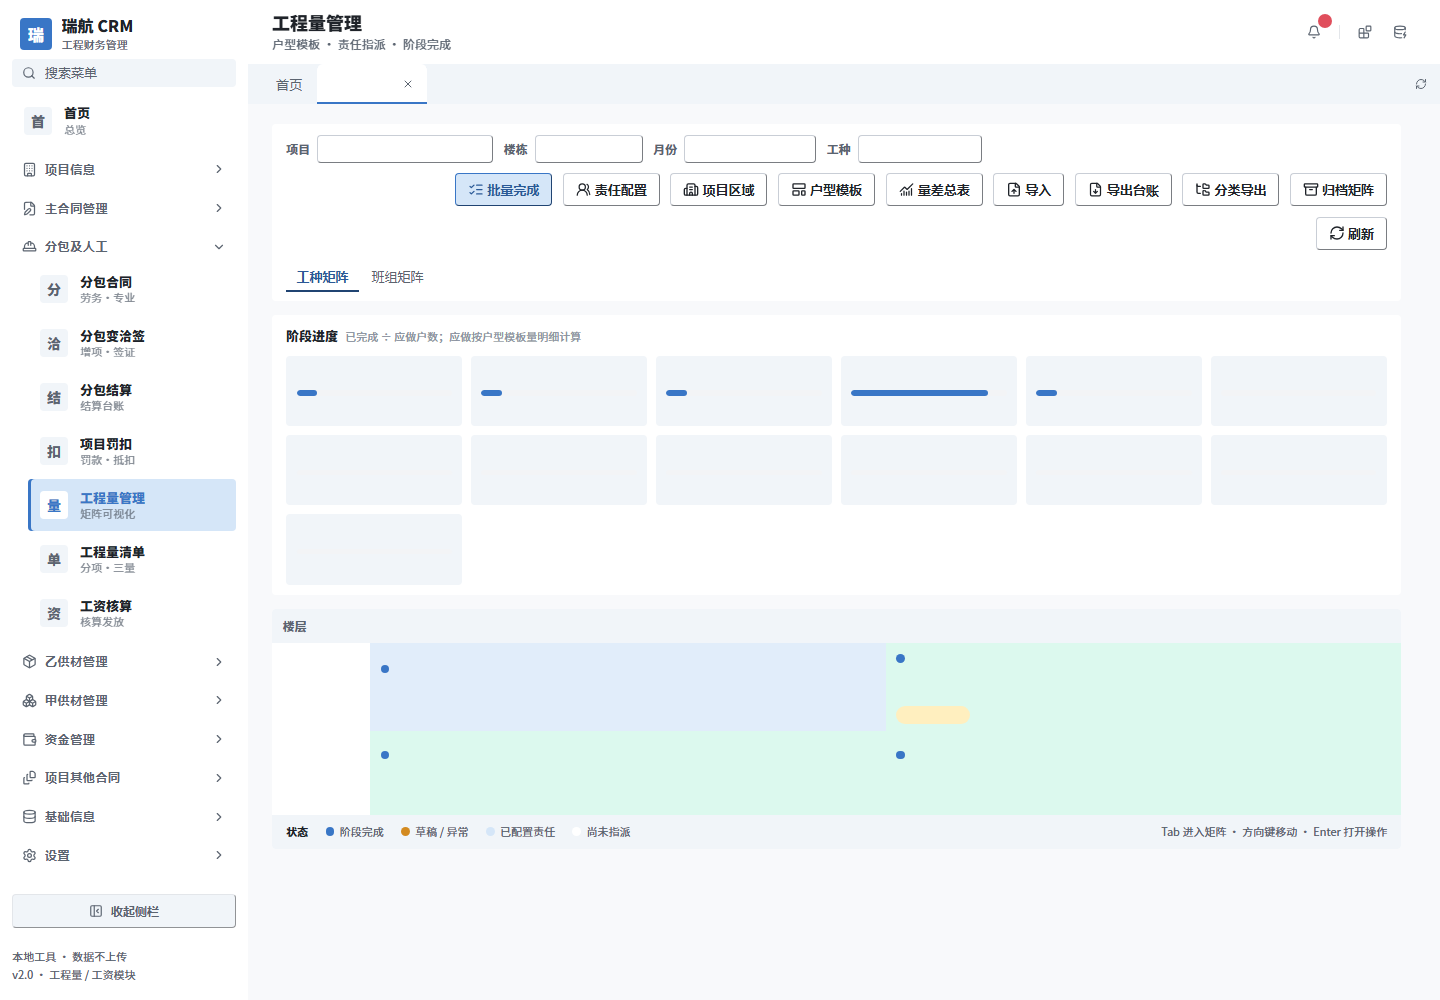 瑞
瑞航 CRM
工程财务管理
搜索菜单
首
首页
总览
项目信息
主合同管理
分包及人工
分
分包合同
劳务・专业
洽
分包变洽签
增项・签证
结
分包结算
结算台账
扣
项目罚扣
罚款・抵扣
量
工程量管理
矩阵可视化
单
工程量清单
分项・三量
资
工资核算
核算发放
乙供材管理
甲供材管理
资金管理
项目其他合同
基础信息
设置
收起侧栏
本地工具 · 数据不上传
v2.0 · 工程量 / 工资模块
工程量管理
户型模板 · 责任指派 · 阶段完成
首页
项目
楼栋
月份
工种
批量完成
责任配置
项目区域
户型模板
量差总表
导入
导出台账
分类导出
归档矩阵
刷新
工种矩阵
班组矩阵
阶段进度 已完成 ÷ 应做户数；应做按户型模板量明细计算
楼层
状态
阶段完成
草稿 / 异常
已配置责任
尚未指派
Tab 进入矩阵 · 方向键移动 · Enter 打开操作